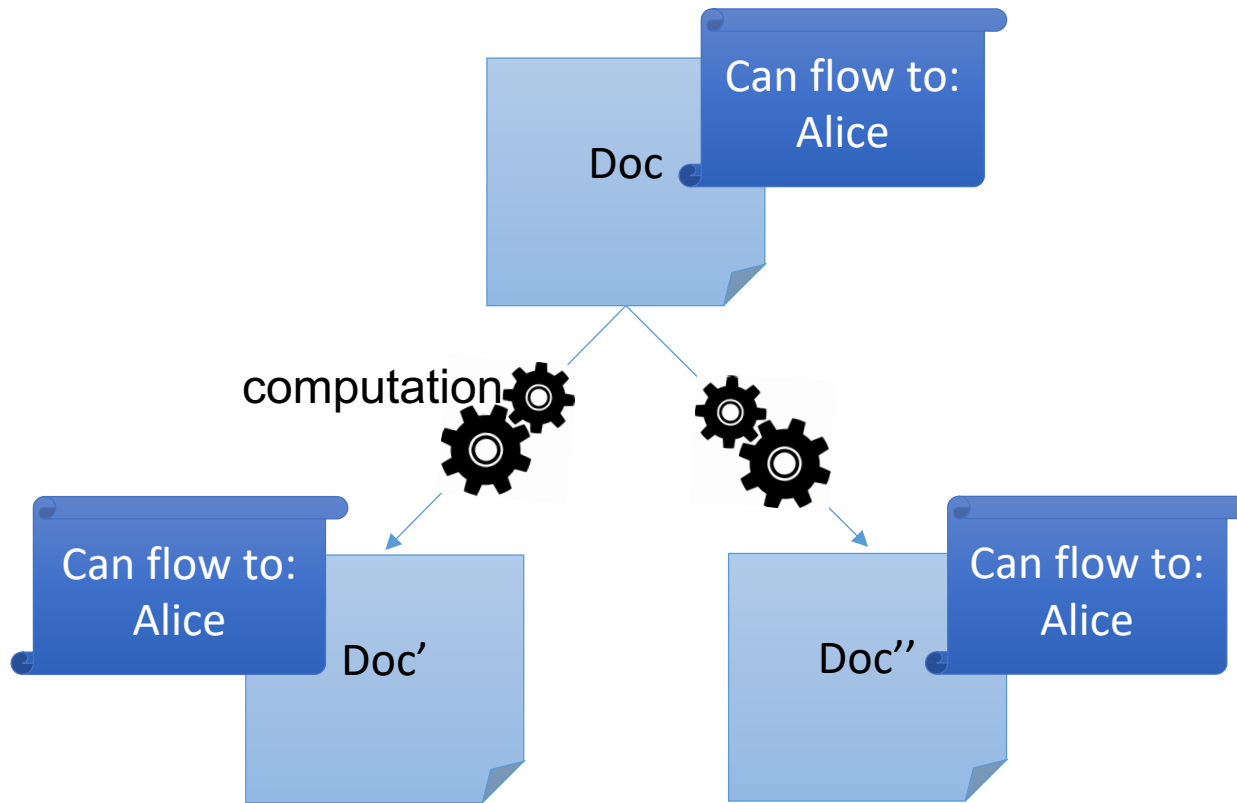 Can flow to:
Alice
Doc
computation
Can flow to:
Alice
Doc’
Can flow to:
Alice
Doc’’